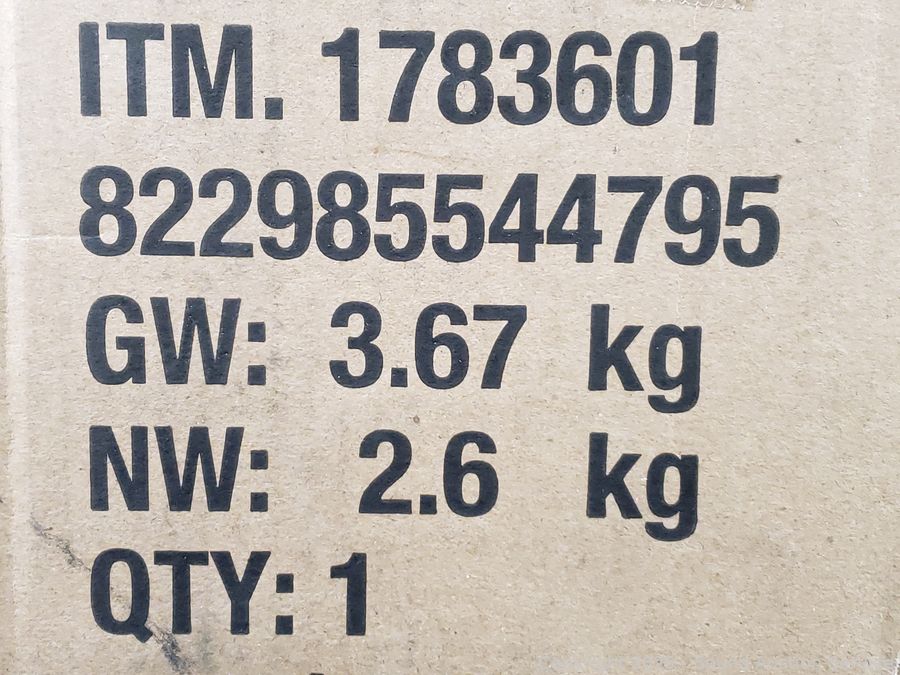 ITM. 1783601
822985544795
GW: 3.67 kg
NW: 2.6 kg
QTY: 1